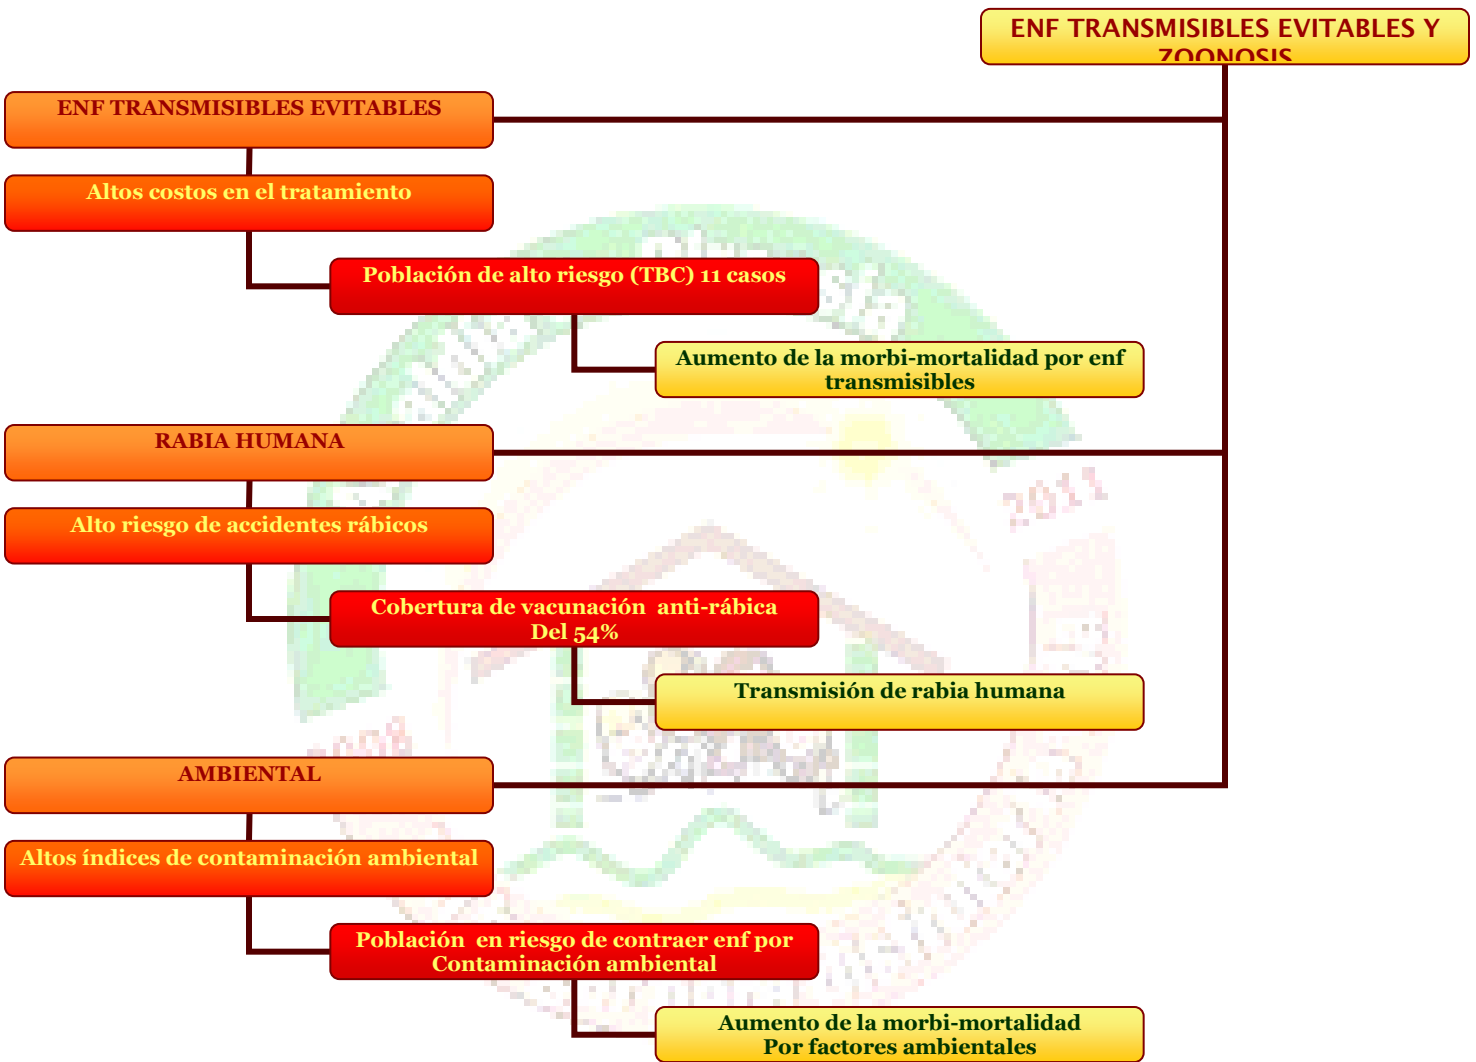 ENF TRANSMISIBLES EVITABLES Y
ZOONOSIS
ENF TRANSMISIBLES EVITABLES
Altos costos en el tratamiento
Población de alto riesgo (TBC) 11 casos
Aumento de la morbi-mortalidad por enf
transmisibles
RABIA HUMANA
2011
Alto riesgo de accidentes rábicos
Cobertura de vacunación anti-rábica
Del 54%
Transmisión de rabia humana
2008
AMBIENTAL
Altos índices de contaminación ambiental
Población en riesgo de contraer enf por
Contaminación ambiental
Aumento de la morbi-mortalidad
Por factores ambientales